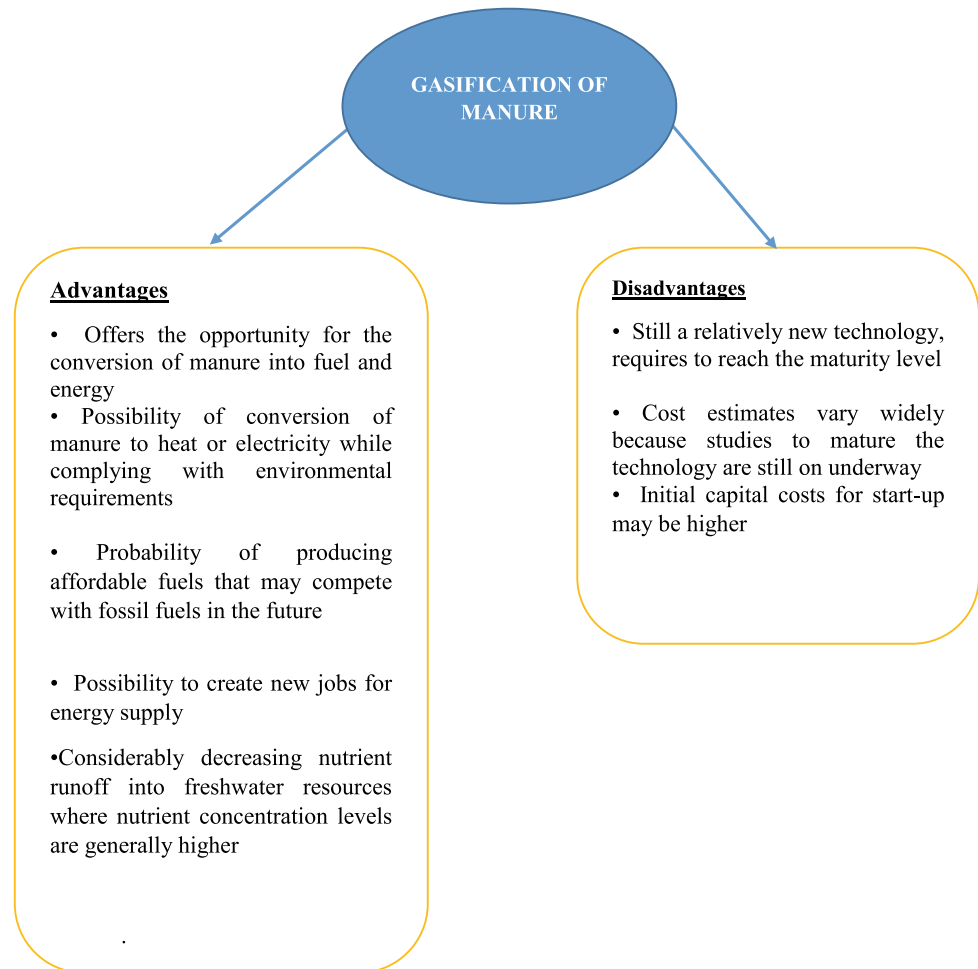 GASIFICATION OF
MANURE
Advantages
• Offers the opportunity for the
conversion of manure into fuel and
energy
• Possibility of conversion of
manure to heat or electricity while
complying with environmental
requirements
• Probability of producing
affordable fuels that may compete
with fossil fuels in the future
• Possibility to create new jobs for
energy supply
•Considerably decreasing nutrient
runoff into freshwater resources
where nutrient concentration levels
are generally higher
.
Disadvantages
• Still a relatively new technology,
requires to reach the maturity level
• Cost estimates vary widely
because studies to mature the
technology are still on underway
• Initial capital costs for start-up
may be higher